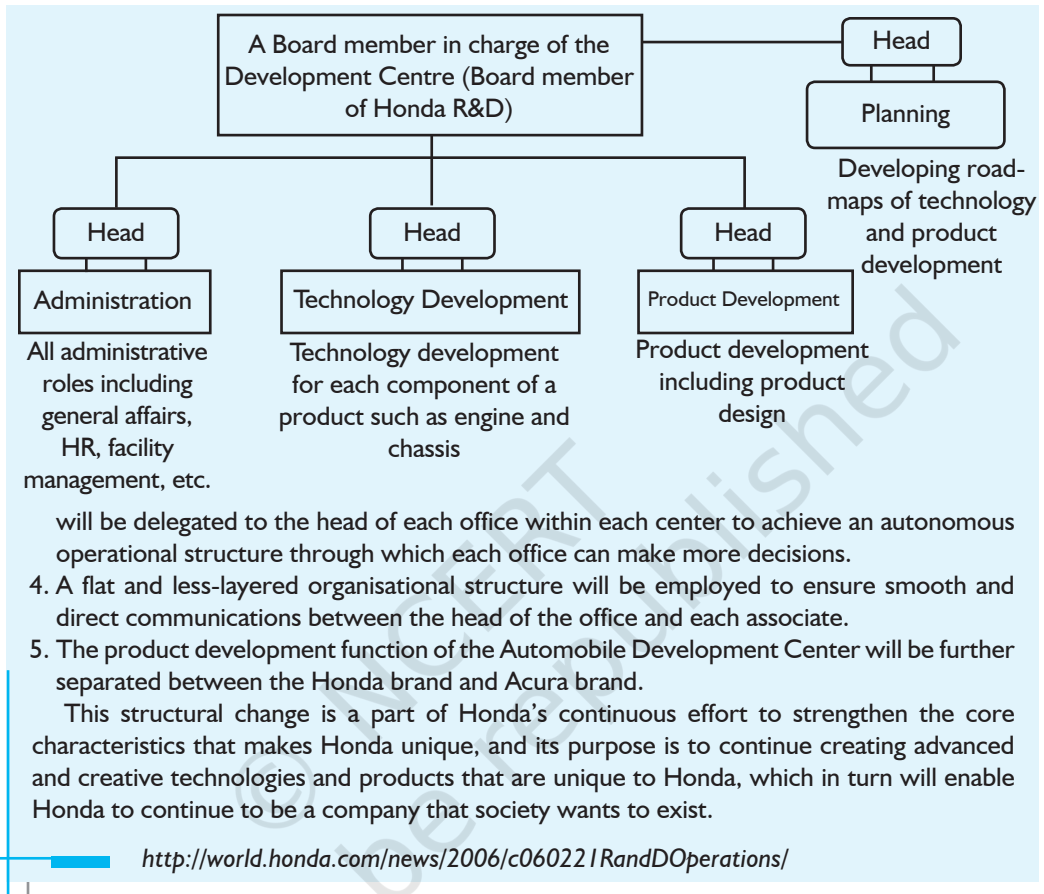 A Board member in charge of the
Development Centre (Board member
of Honda R&D)
Head
Planning
Developing road-
maps of technology
and product
development
Head
Administration
All administrative
roles including
general affairs,
HR, facility
management, etc.
Head
Technology Development
Technology development
for each component of a
product such as engine and
chassis
Head
Product Development
Product development
including product
design
will be delegated to the head of each office within each center to achieve an autonomous
operational structure through which each office can make more decisions.
4. A flat and less-layered organisational structure will be employed to ensure smooth and
direct communications between the head of the office and each associate.
5. The product development function of the Automobile Development Center will be further
separated between the Honda brand and Acura brand.
This structural change is a part of Honda's continuous effort to strengthen the core
characteristics that makes Honda unique, and its purpose is to continue creating advanced
and creative technologies and products that are unique to Honda, which in turn will enable
Honda to continue to be a company that society wants to exist.
http://world.honda.com/news/2006/c060221RandDOperations/
© NCERT
be republished